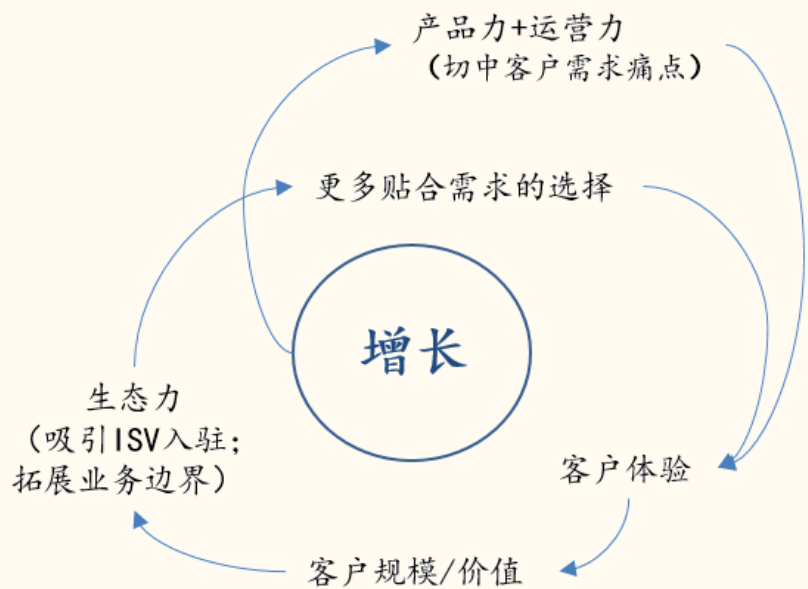 产品力+运营力
(切中客户需求痛点)
更多贴合需求的选择
增长
生态力
(吸引ISV入驻;
拓展业务边界)
客户体验
客户规模/价值